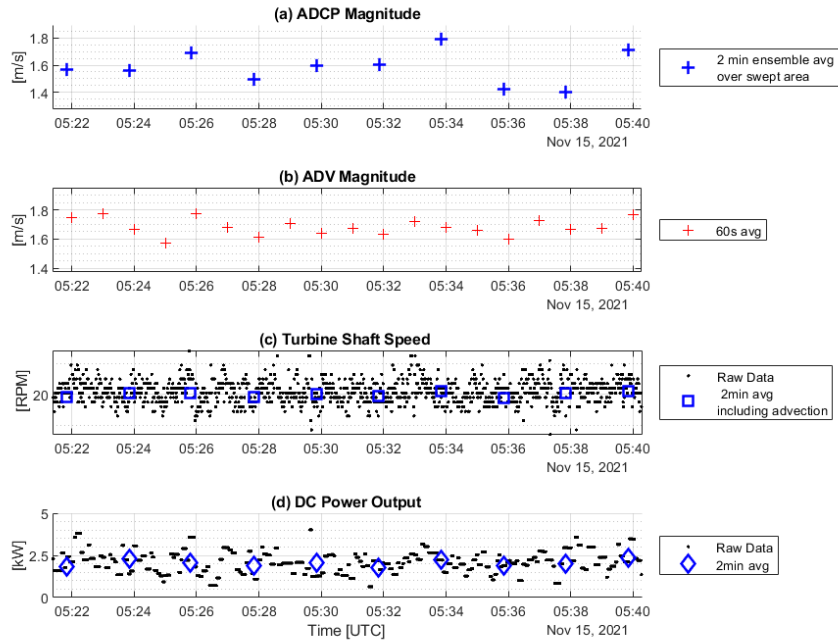 (a) ADCP Magnitude
[m/s]
1.8
1.6
1.4
05:22 05:24 05:26 05:28 05:30 05:32 05:34 05:36 05:38 05:40
Nov 15, 2021
2 min ensemble avg
over swept area
(b) ADV Magnitude
[m/s]
1.8
1.6
1.4
05:22 05:24 05:26 05:28 05:30 05:32 05:34 05:36 05:38 05:40
Nov 15, 2021
60s avg
(c) Turbine Shaft Speed
[RPM]
20
05:22 05:24 05:26 05:28 05:30 05:32 05:34 05:36 05:38 05:40
Nov 15, 2021
Raw Data
2min avg
including advection
(d) DC Power Output
[kW]
5
2.5
0
05:22 05:24 05:26 05:28 05:30 05:32 05:34 05:36 05:38 05:40
Time [UTC]
Nov 15, 2021
Raw Data
2min avg